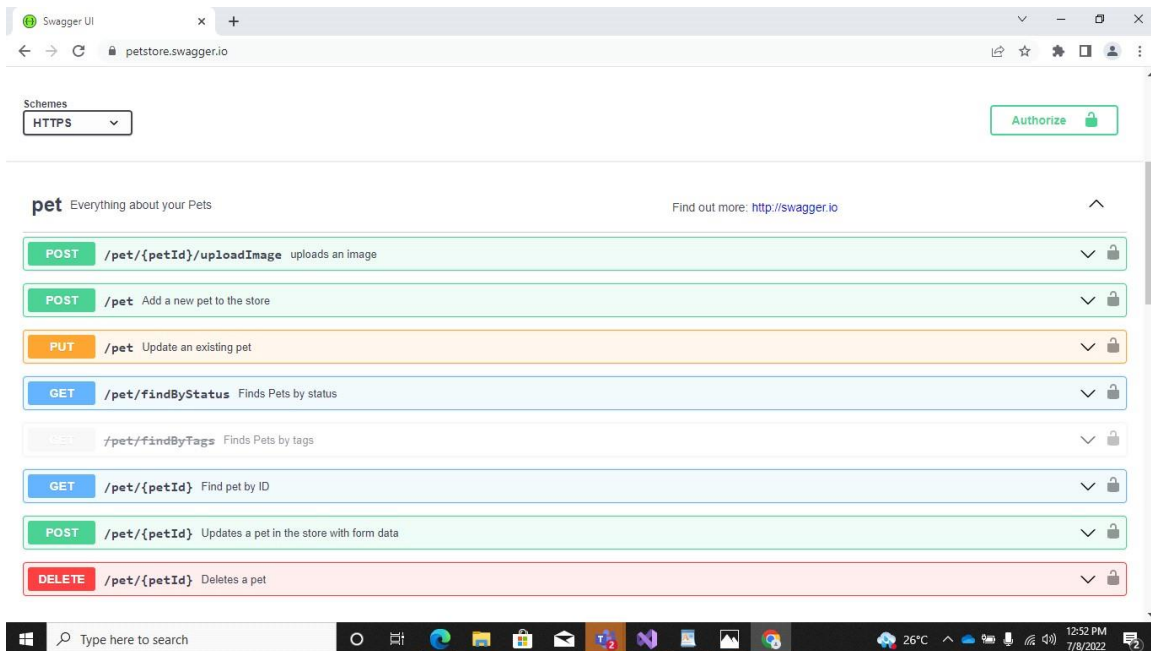 Swagger UI
petstore.swagger.io
Schemes
HTTPS
Authorize
pet Everything about your Pets Find out more: http://swagger.io
POST /pet/{petId}/uploadImage uploads an image
POST /pet Add a new pet to the store
PUT /pet Update an existing pet
GET /pet/findByStatus Finds Pets by status
GET /pet/findByTags Finds Pets by tags
GET /pet/{petId} Find pet by ID
POST /pet/{petId} Updates a pet in the store with form data
DELETE /pet/{petId} Deletes a pet
Type here to search 26°C 12:52 PM
7/8/2022